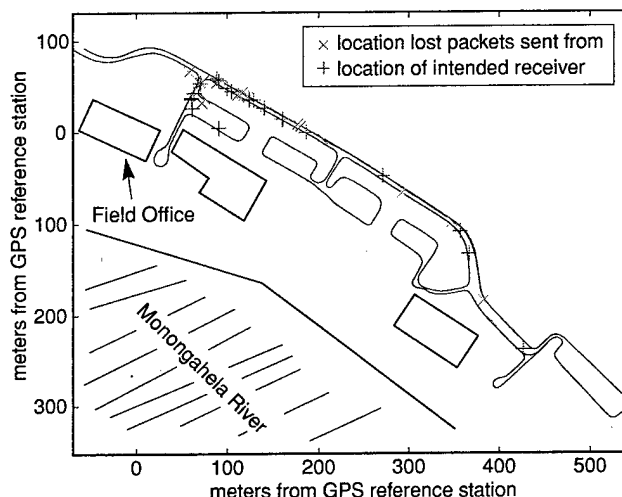 × location lost packets sent from
+ location of intended receiver
100
0
100
200
300
meters from GPS reference station
Field Office
Monongahela River
0
100
200
300
400
500
meters from GPS reference station